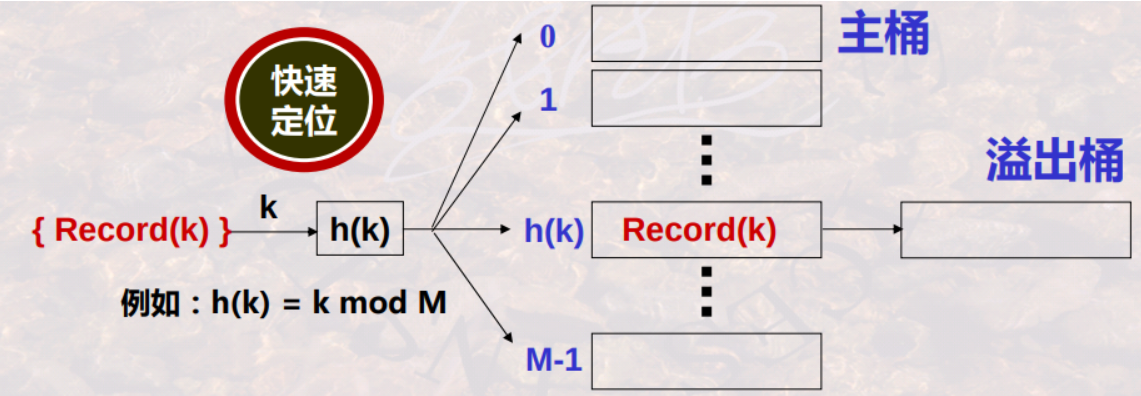 快速
定位
0
主桶
1
溢出桶
{ Record(k) }
k
h(k)
h(k)
Record(k)
例如：h(k) = k mod M
M-1